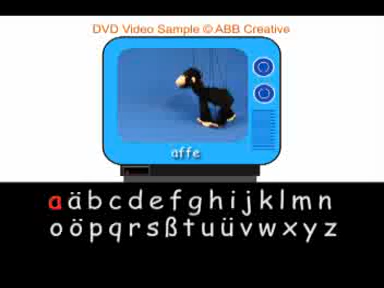 DVD Video Sample © ABB Creative
affe
aäbcdefghijklmn
oöpqrsßtuüvwxyz